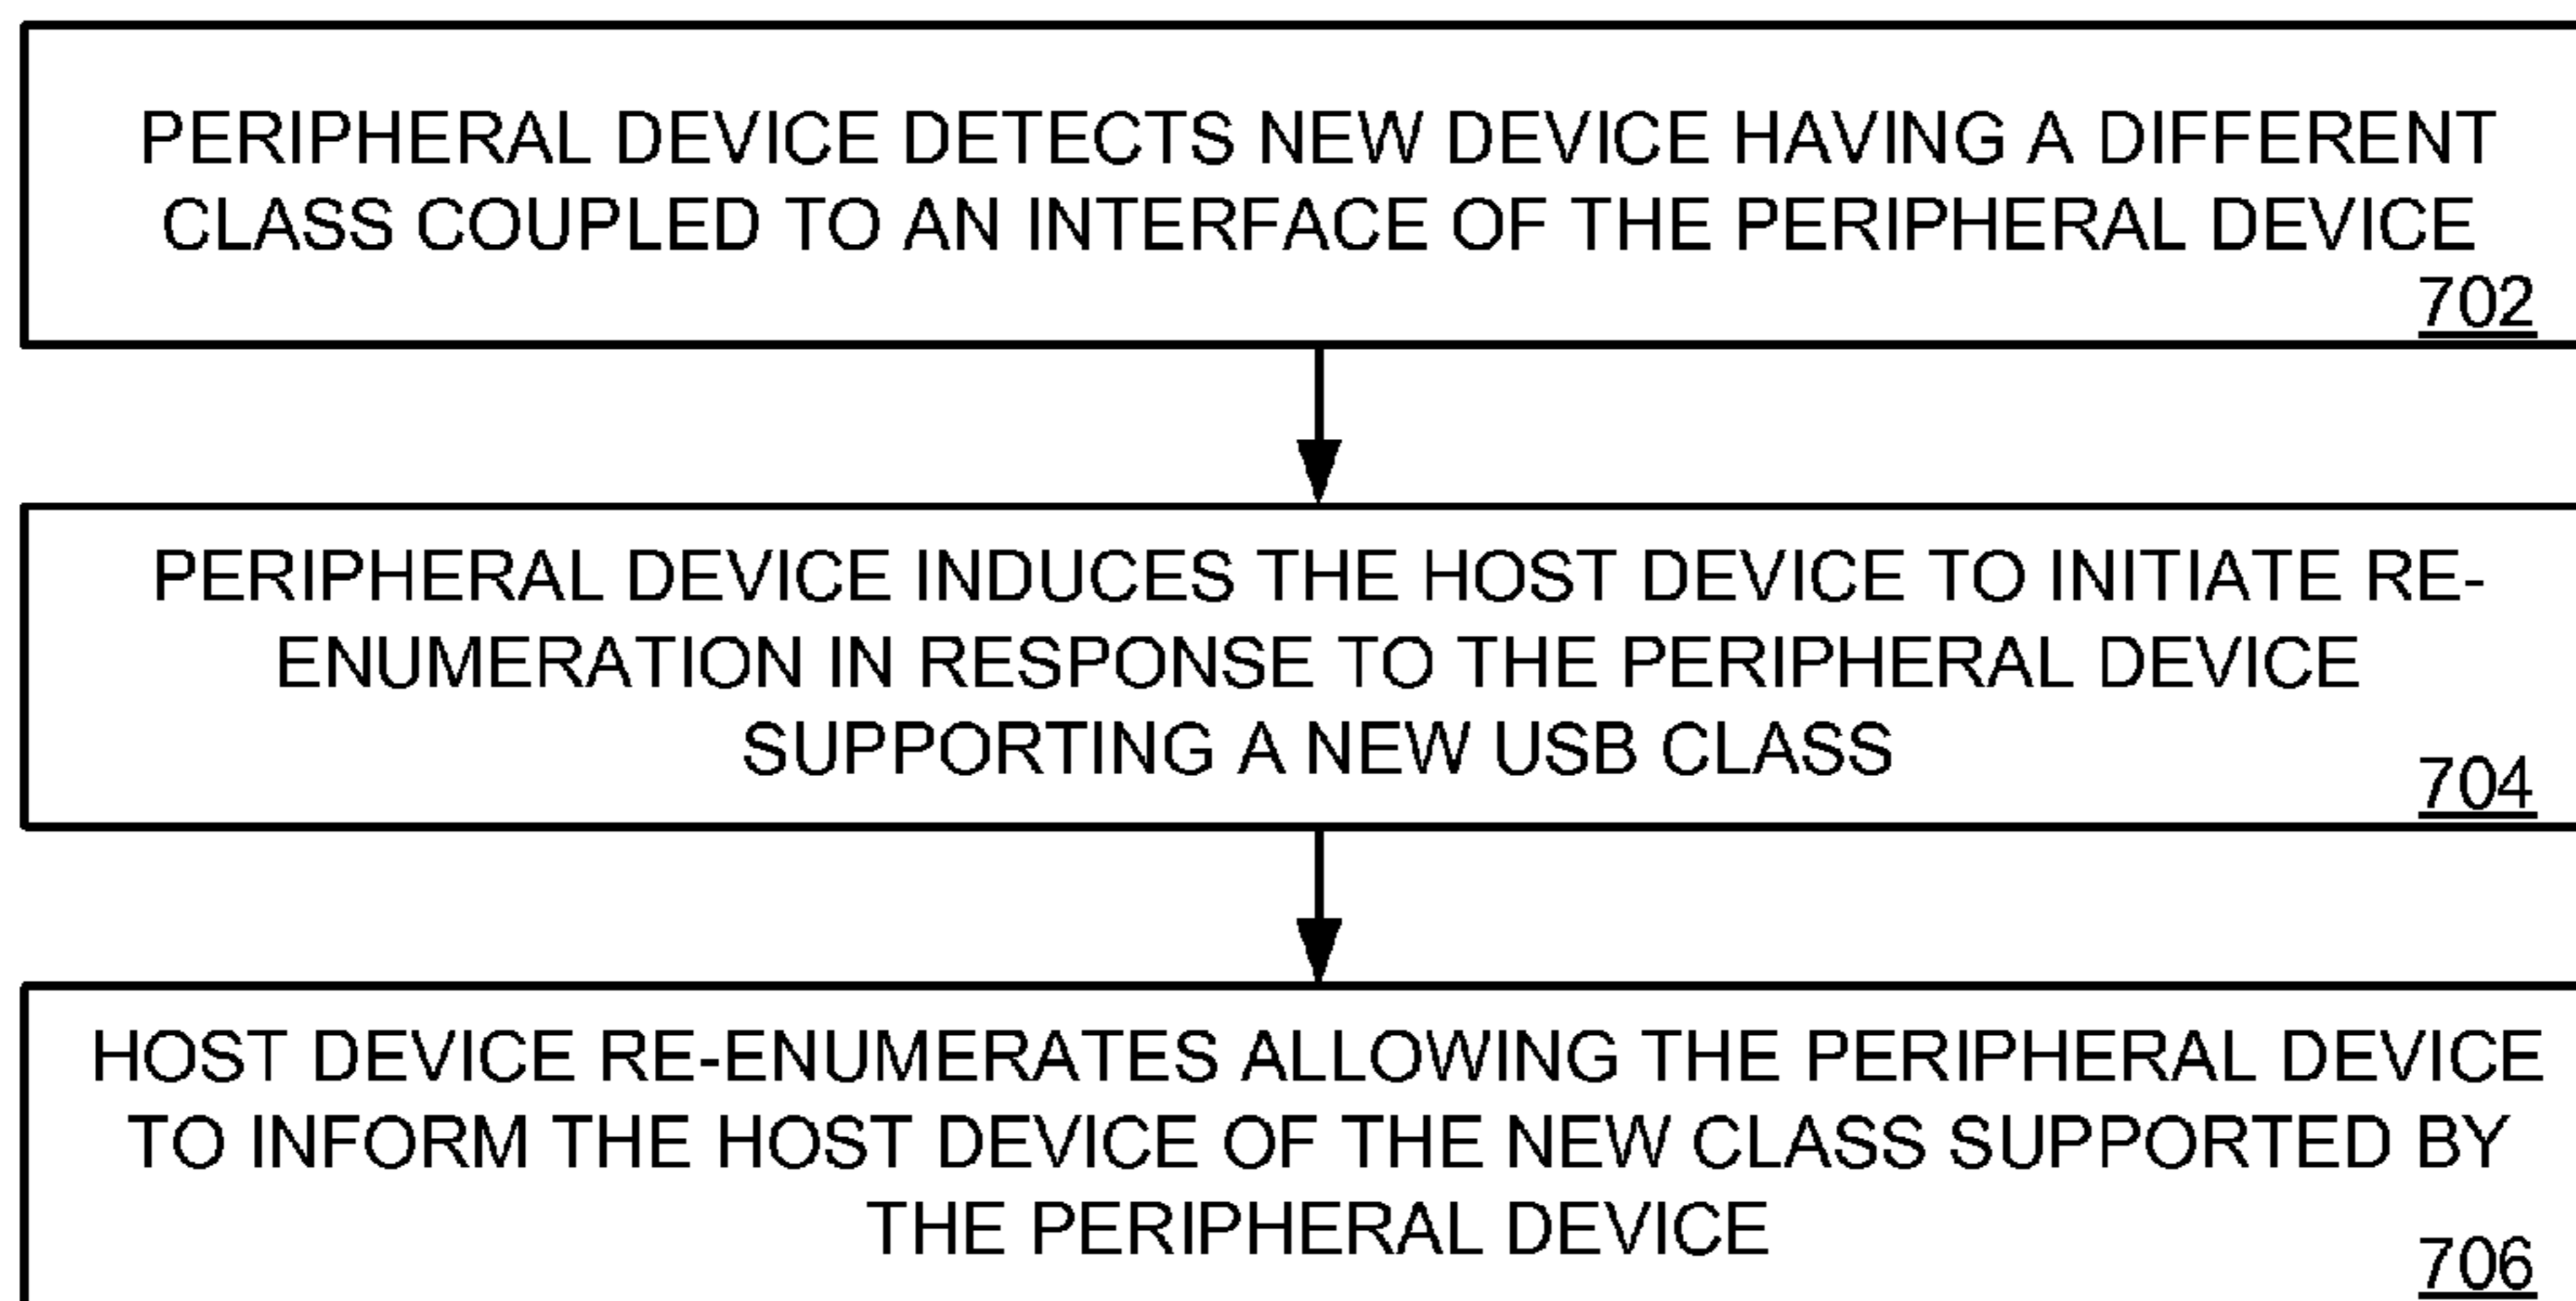 PERIPHERAL DEVICE DETECTS NEW DEVICE HAVING A DIFFERENT
CLASS COUPLED TO AN INTERFACE OF THE PERIPHERAL DEVICE
702
PERIPHERAL DEVICE INDUCES THE HOST DEVICE TO INITIATE RE-
ENUMERATION IN RESPONSE TO THE PERIPHERAL DEVICE
SUPPORTING A NEW USB CLASS
704
HOST DEVICE RE-ENUMERATES ALLOWING THE PERIPHERAL DEVICE
TO INFORM THE HOST DEVICE OF THE NEW CLASS SUPPORTED BY
THE PERIPHERAL DEVICE
706